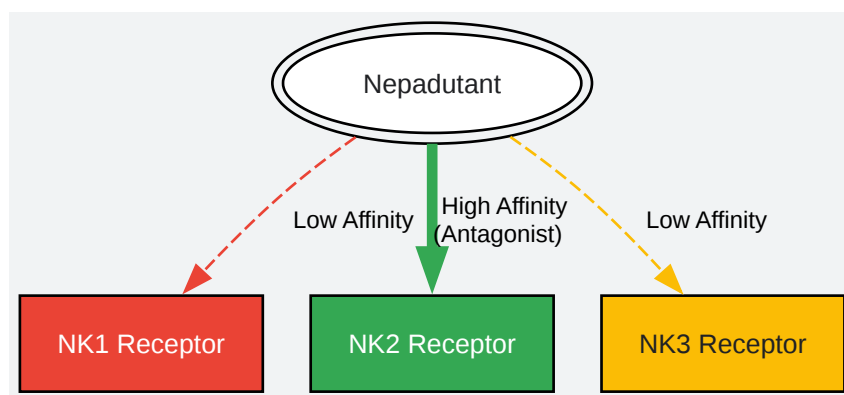 Nepadutant
Low Affinity
High Affinity
(Antagonist)
Low Affinity
NK1 Receptor
NK2 Receptor
NK3 Receptor